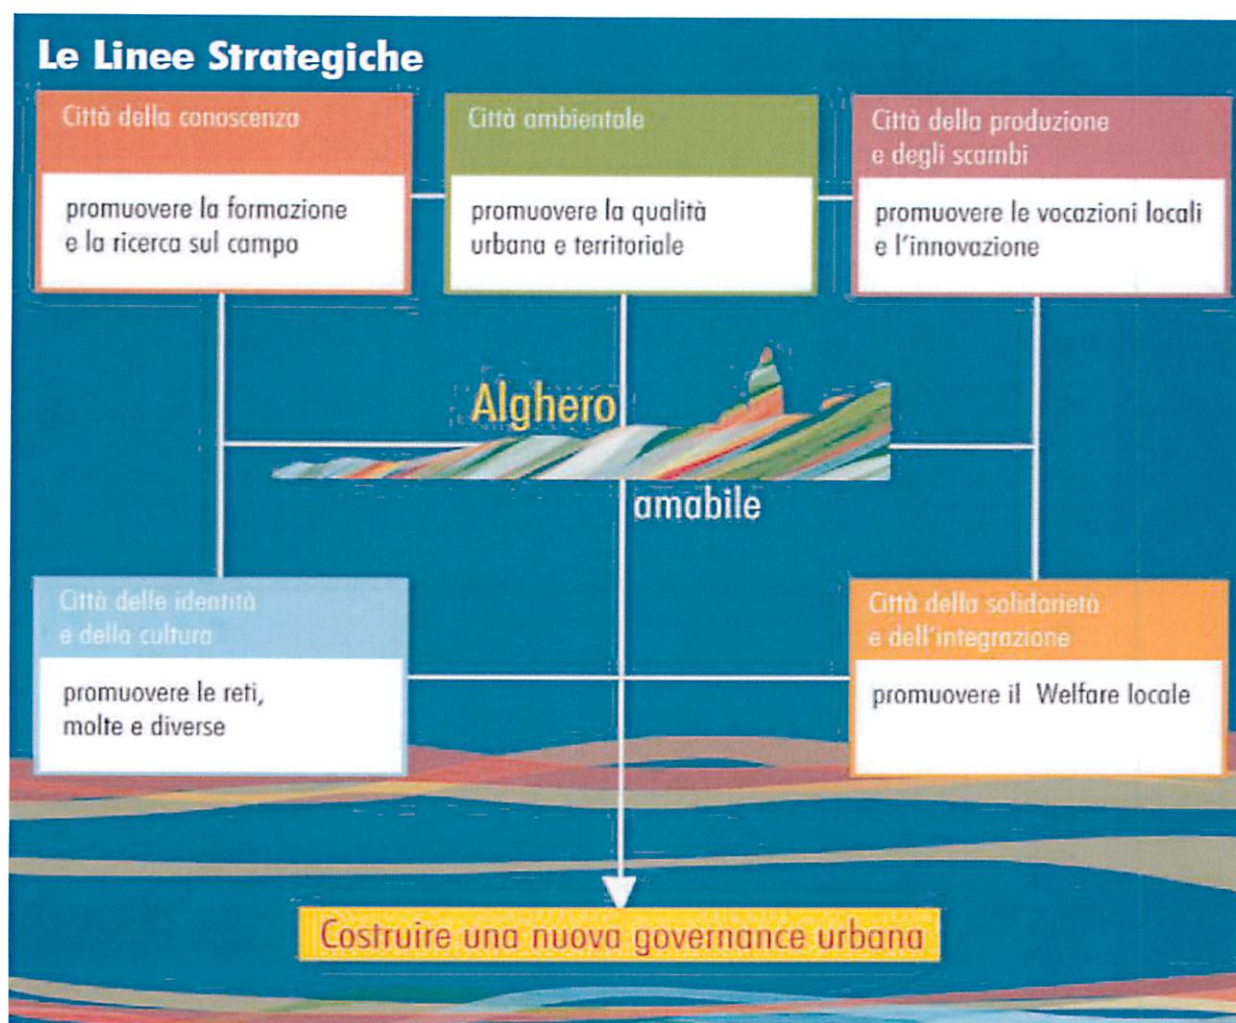 Le Linee Strategiche
Città della conoscenza
promuovere la formazione
e la ricerca sul campo
Città ambientale
promuovere la qualità
urbana e territoriale
Città della produzione
e degli scambi
promuovere le vocazioni locali
e l'innovazione
Alghero
amabile
Città delle identità
e della cultura
promuovere le reti,
molte e diverse
Città della solidarietà
e dell'integrazione
promuovere il Welfare locale
Costruire una nuova governance urbana